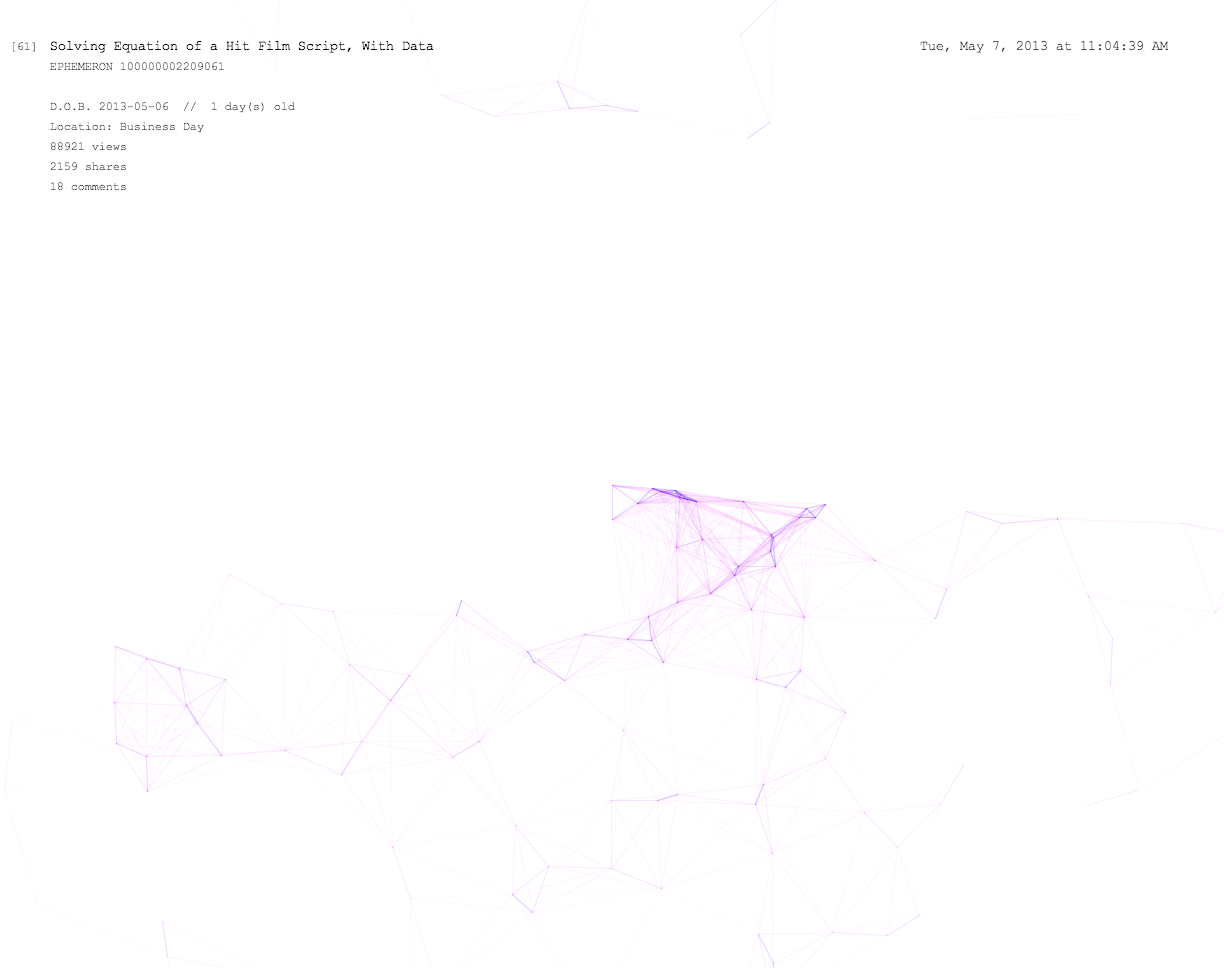 [61] Solving Equation of a Hit Film Script, With Data
Tue, May 7, 2013 at 11:04:39 AM
EPHEMERON 100000002209061
D.O.B. 2013-05-06 // 1 day(s) old
Location: Business Day
88921 views
2159 shares
18 comments